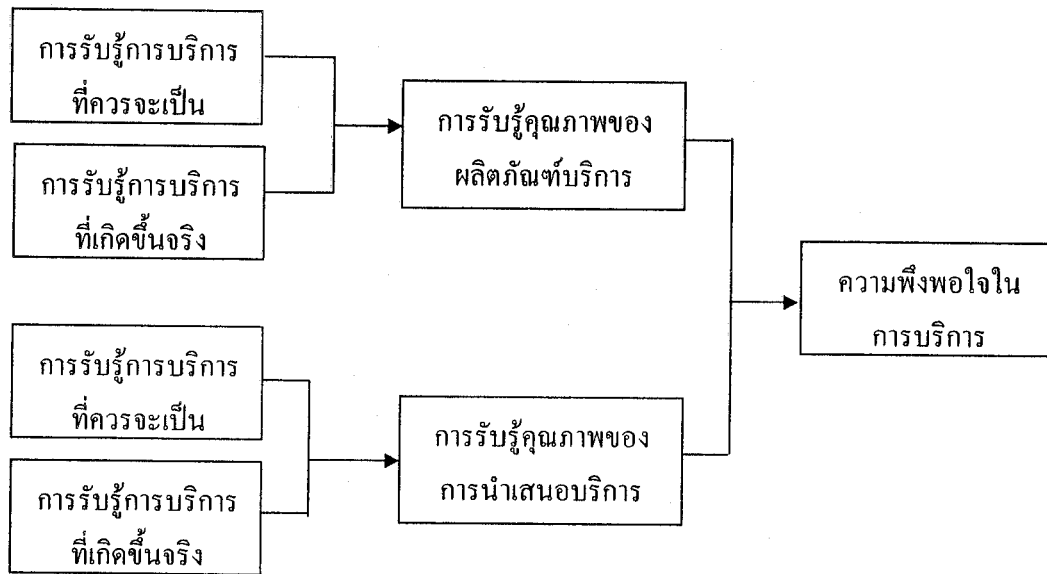 การรับรู้การบริการ
ที่ควรจะเป็น
การรับรู้การบริการ
ที่เกิดขึ้นจริง
การรับรู้คุณภาพของ
ผลิตภัณฑ์บริการ
การรับรู้การบริการ
ที่ควรจะเป็น
การรับรู้การบริการ
ที่เกิดขึ้นจริง
การรับรู้คุณภาพของ
การนำเสนอบริการ
ความพึงพอใจใน
การบริการ